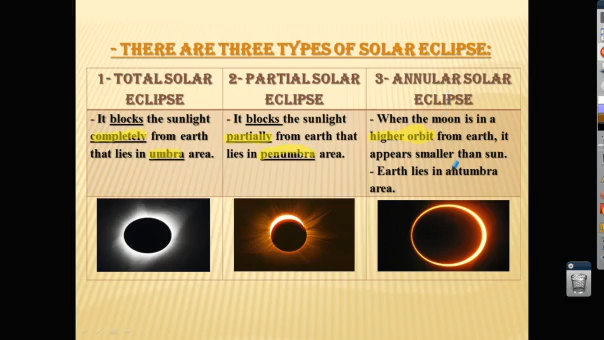 - THERE ARE THREE TYPES OF SOLAR ECLIPSE:
1- TOTAL SOLAR
ECLIPSE
- It blocks the sunlight
completely from earth
that lies in umbra area.
2- PARTIAL SOLAR
ECLIPSE
- It blocks the sunlight
partially from earth that
lies in penumbra area.
3- ANNULAR SOLAR
ECLIPSE
- When the moon is in a
higher orbit from earth, it
appears smaller than sun.
- Earth lies in antumbra
area.